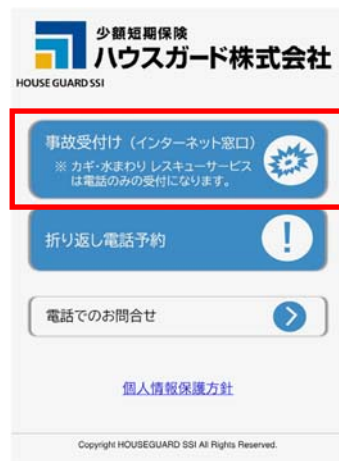 少額短期保険
ハウスガード株式会社
HOUSE GUARD SSI
事故受付け（インターネット窓口）
※ カギ・水まわり レスキューサービス
は電話のみの受付になります。
折り返し電話予約
!
電話でのお問合せ
個人情報保護方針
Copyright HOUSEGUARD SSI All Rights Reserved.